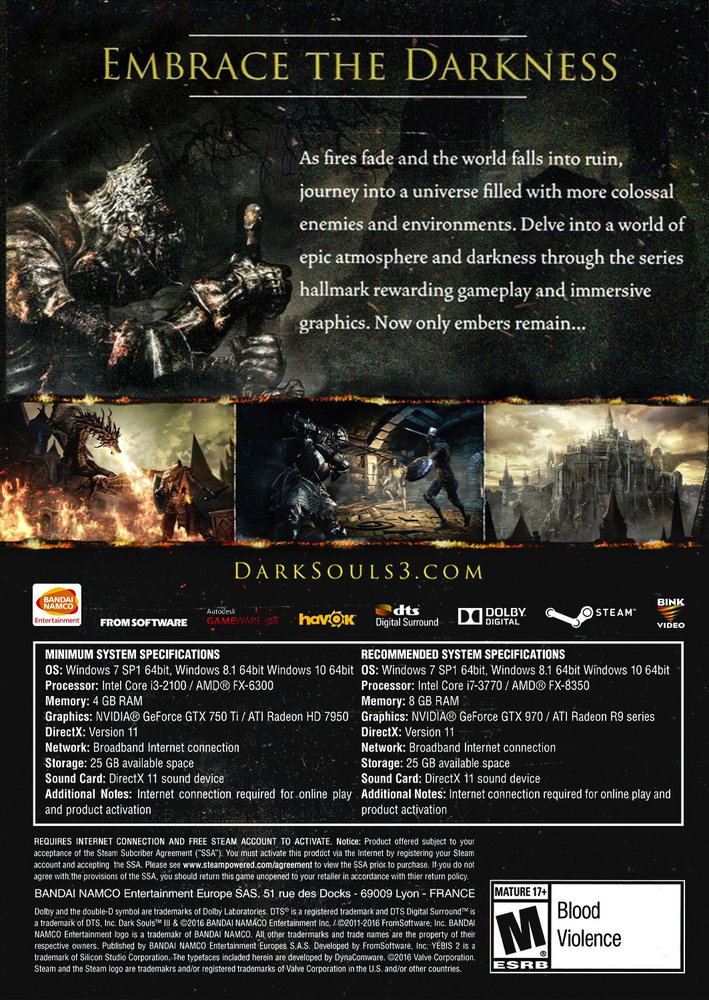 EMBRACE THE DARKNESS
As fires fade and the world falls into ruin,
journey into a universe filled with more colossal
enemies and environments. Delve into a world of
epic atmosphere and darkness through the series
hallmark rewarding gameplay and immersive
graphics. Now only embers remain...
DARKSOULS3.COM
BANDAI NAMCO Entertainment
FROMSOFTWARE
Autodesk GAMEWARE
havok
dts Digital Surround
DOLBY DIGITAL
STEAM™
BINK VIDEO
MINIMUM SYSTEM SPECIFICATIONS
OS: Windows 7 SP1 64bit, Windows 8.1 64bit Windows 10 64bit
Processor: Intel Core i3-2100 / AMD® FX-6300
Memory: 4 GB RAM
Graphics: NVIDIA® GeForce GTX 750 Ti / ATI Radeon HD 7950
DirectX: Version 11
Network: Broadband Internet connection
Storage: 25 GB available space
Sound Card: DirectX 11 sound device
Additional Notes: Internet connection required for online play
and product activation
RECOMMENDED SYSTEM SPECIFICATIONS
OS: Windows 7 SP1 64bit, Windows 8.1 64bit Windows 10 64bit
Processor: Intel Core i7-3770 / AMD® FX-8350
Memory: 8 GB RAM
Graphics: NVIDIA® GeForce GTX 970 / ATI Radeon R9 series
DirectX: Version 11
Network: Broadband Internet connection
Storage: 25 GB available space
Sound Card: DirectX 11 sound device
Additional Notes: Internet connection required for online play and
product activation
REQUIRES INTERNET CONNECTION AND FREE STEAM ACCOUNT TO ACTIVATE. Notice: Product offered subject to your
acceptance of the Steam Subcriber Agreement ("SSA"). You must activate this product via the Internet by registering your Steam
account and accepting the SSA. Please see www.steampowered.com/agreement to view the SSA prior to purchase. If you do not
agree with the provisions of the SSA, you should return this game unopened to your retailer in accordance with thier return policy.
BANDAI NAMCO Entertainment Europe SAS. 51 rue des Docks - 69009 Lyon - FRANCE
Dolby and the double-D symbol are trademarks of Dolby Laboratories. DTS® is a registered trademark and DTS Digital Surround™ is
a trademark of DTS, Inc. Dark Souls™ III & ©2016 BANDAI NAMACO Entertainment Inc. / ©2011-2016 FromSoftware, Inc. BANDAI
NAMCO Entertainment logo is a trademakr of BANDAI NAMCO. All other tradermarks and trade names are the property of their
respective owners. Published by BANDAI NAMCO Entertainment Europes S.A.S. Developed by FromSoftware, Inc. YEBIS 2 is a
trademark of Silicon Studio Corporation. The typefaces included herein are developed by DynaComware. ©2016 Valve Corporation.
Steam and the Steam logo are trademakrs and/or registered trademarks of Valve Corporation in the U.S. and/or other countries.
MATURE 17+
M
ESRB
Blood
Violence